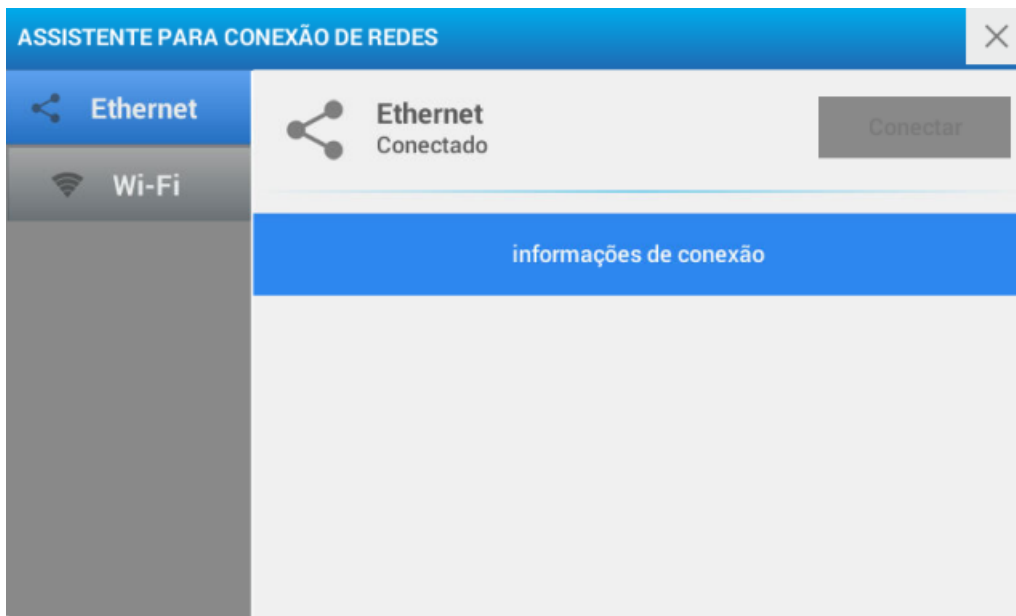 ASSISTENTE PARA CONEXÃO DE REDES
Ethernet
Wi-Fi
Ethernet
Conectado
Conectar
informações de conexão